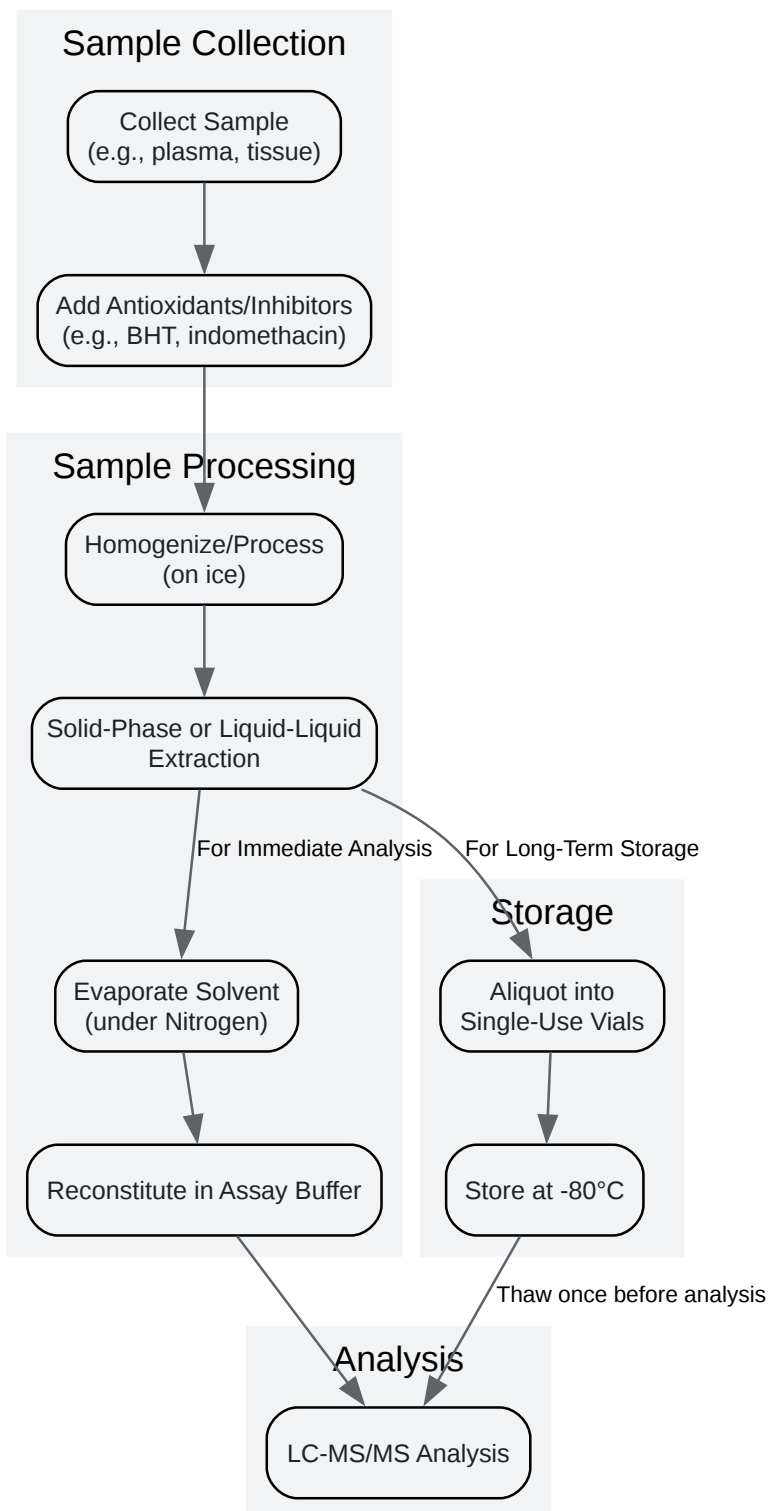 Sample Collection
Collect Sample
(e.g., plasma, tissue)
Add Antioxidants/Inhibitors
(e.g., BHT, indomethacin)
Sample Processing
Homogenize/Process
(on ice)
Solid-Phase or Liquid-Liquid
Extraction
For Immediate Analysis
For Long-Term Storage
Storage
Evaporate Solvent
(under Nitrogen)
Aliquot into
Single-Use Vials
Reconstitute in Assay Buffer
Store at -80°C
Thaw once before analysis
Analysis
LC-MS/MS Analysis